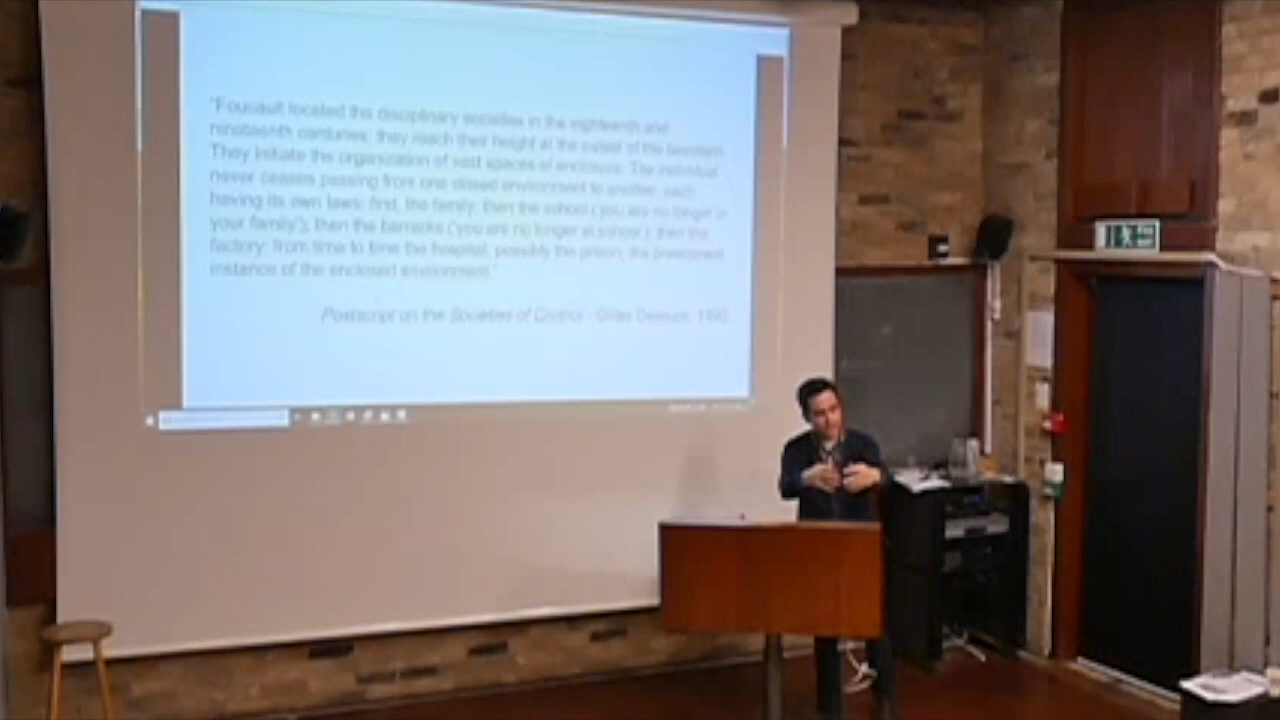 "Foucault located the disciplinary societies in the eighteenth and
nineteenth centuries; they reach their height at the outset of the twentieth.
They initiate the organization of vast spaces of enclosure. The individual
never ceases passing from one closed environment to another, each
having its own laws: first, the family; then the school ('you are no longer in
your family'); then the barracks ('you are no longer at school'); then the
factory; from time to time the hospital; possibly the prison, the preeminent
instance of the enclosed environment."
Postscript on the Societies of Control - Gilles Deleuze,